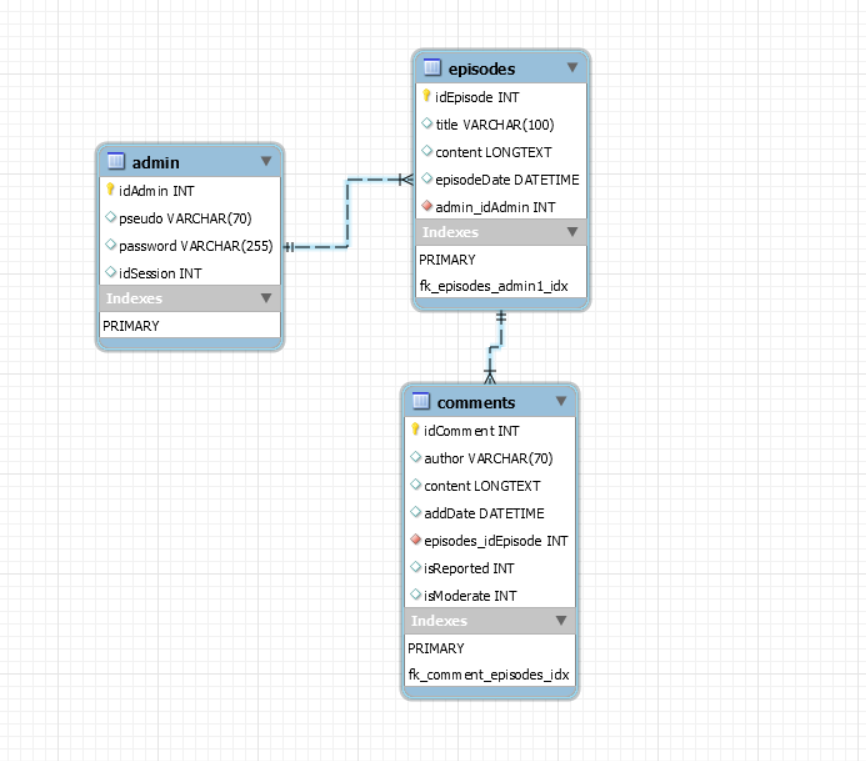 admin
idAdmin INT
pseudo VARCHAR(70)
password VARCHAR(255)
idSession INT
Indexes
PRIMARY
episodes
idEpisode INT
title VARCHAR(100)
content LONGTEXT
episodeDate DATETIME
admin_idAdmin INT
Indexes
PRIMARY
fk_episodes_admin1_idx
comments
idComment INT
author VARCHAR(70)
content LONGTEXT
addDate DATETIME
episodes_idEpisode INT
isReported INT
isModerate INT
Indexes
PRIMARY
fk_comment_episodes_idx